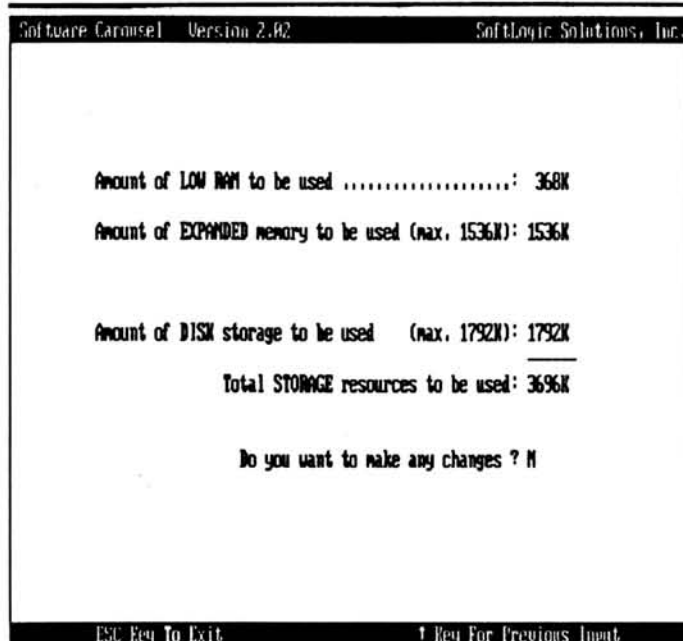 Software Carousel Version 2.02 SoftLogic Solutions, Inc.
Amount of LOW RAM to be used ....................: 368K
Amount of EXPANDED memory to be used (max. 1536K): 1536K
Amount of DISK storage to be used (max. 1792K): 1792K
Total STORAGE resources to be used: 3696K
Do you want to make any changes ? N
ESC Key To Exit ↑ Key For Previous Input